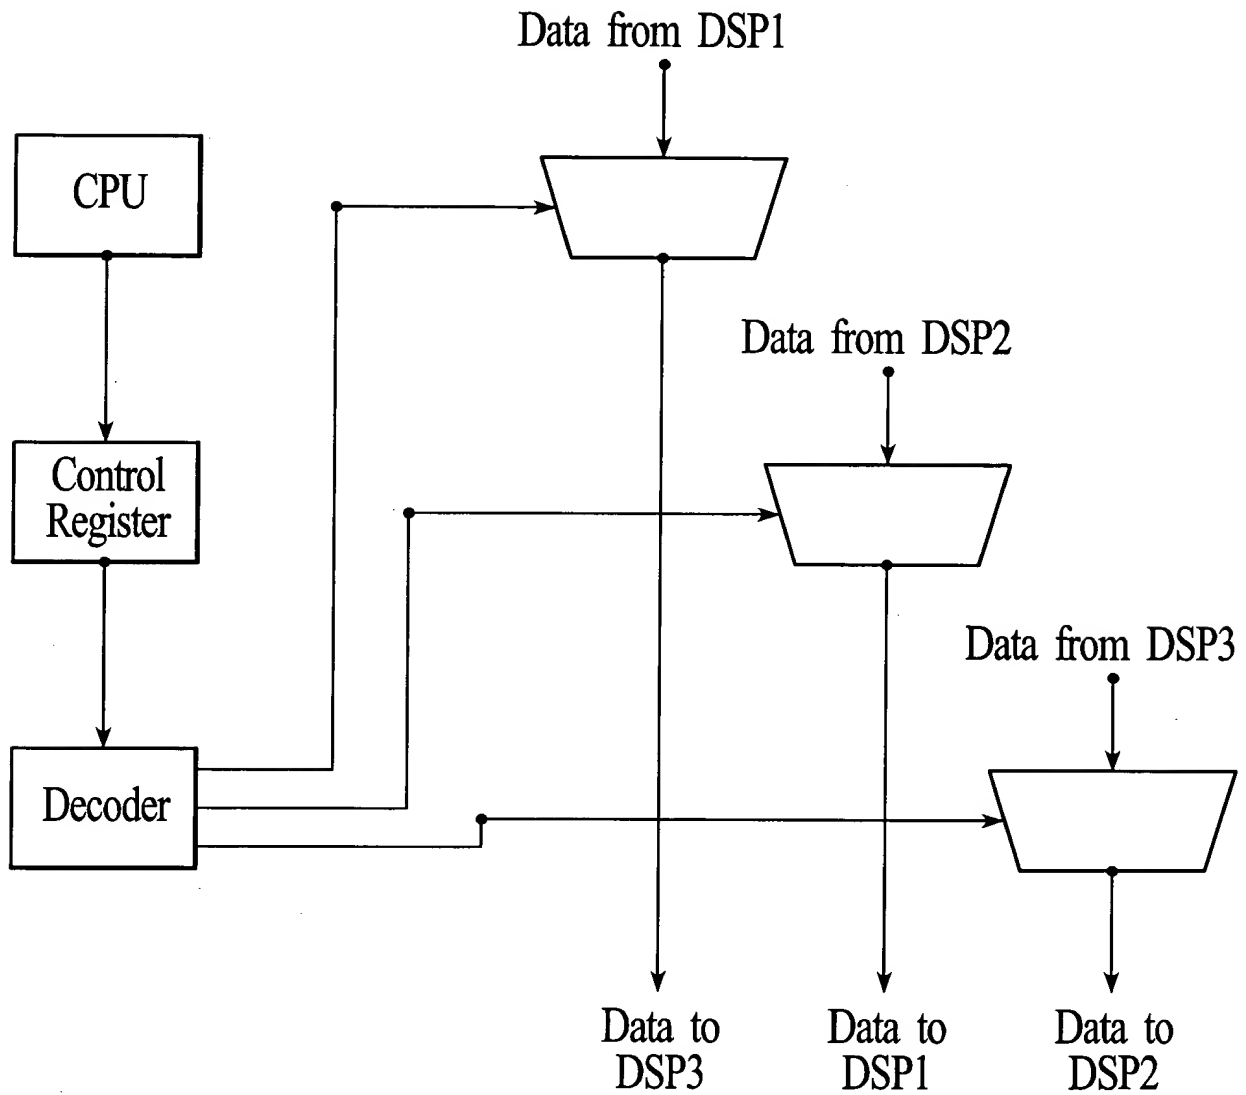 Data from DSP1
CPU
Data from DSP2
Control
Register
Data from DSP3
Decoder
Data to
DSP3
Data to
DSP1
Data to
DSP2